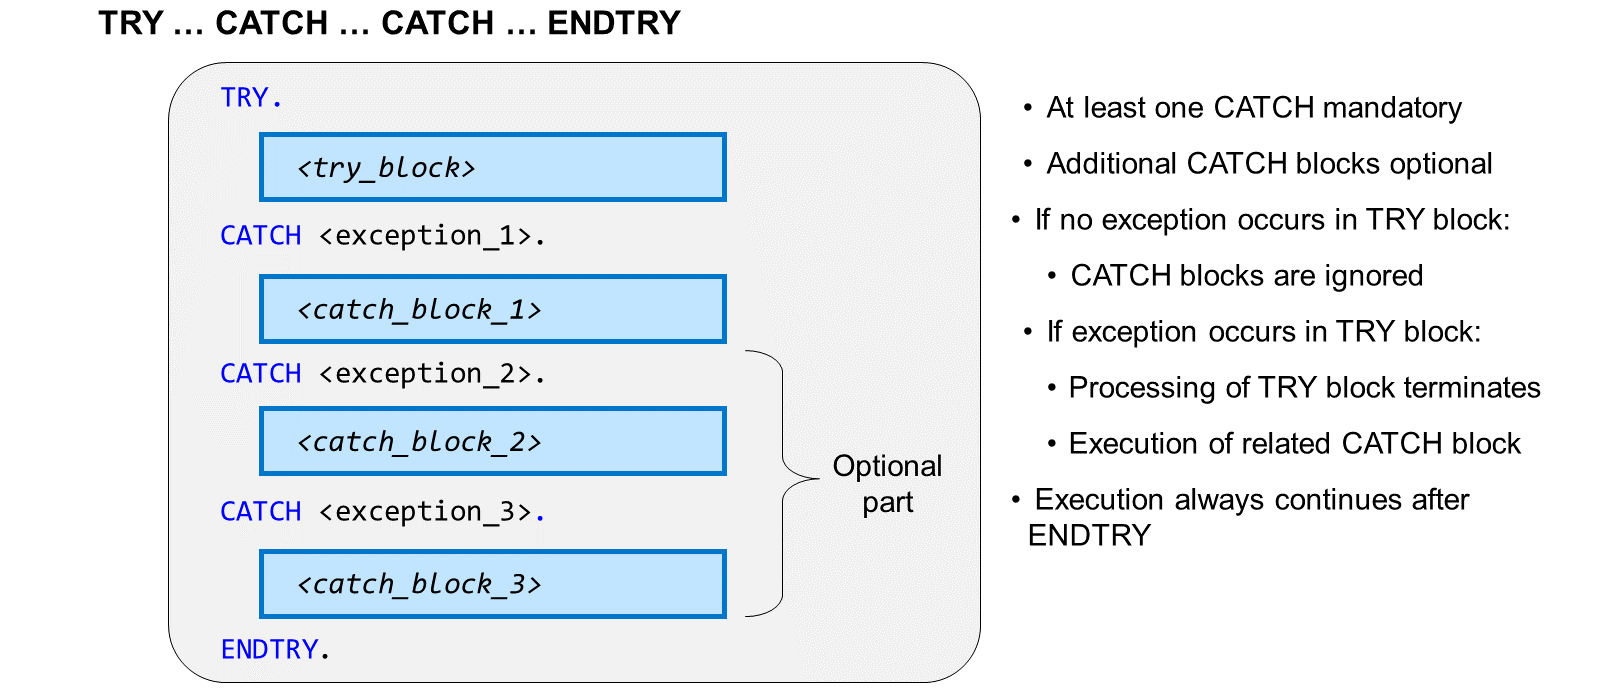 TRY … CATCH … CATCH … ENDTRY
TRY.
<try_block>
CATCH <exception_1>.
<catch_block_1>
CATCH <exception_2>.
<catch_block_2>
CATCH <exception_3>.
<catch_block_3>
ENDTRY.
Optional
part
• At least one CATCH mandatory
• Additional CATCH blocks optional
• If no exception occurs in TRY block:
• CATCH blocks are ignored
• If exception occurs in TRY block:
• Processing of TRY block terminates
• Execution of related CATCH block
• Execution always continues after
ENDTRY